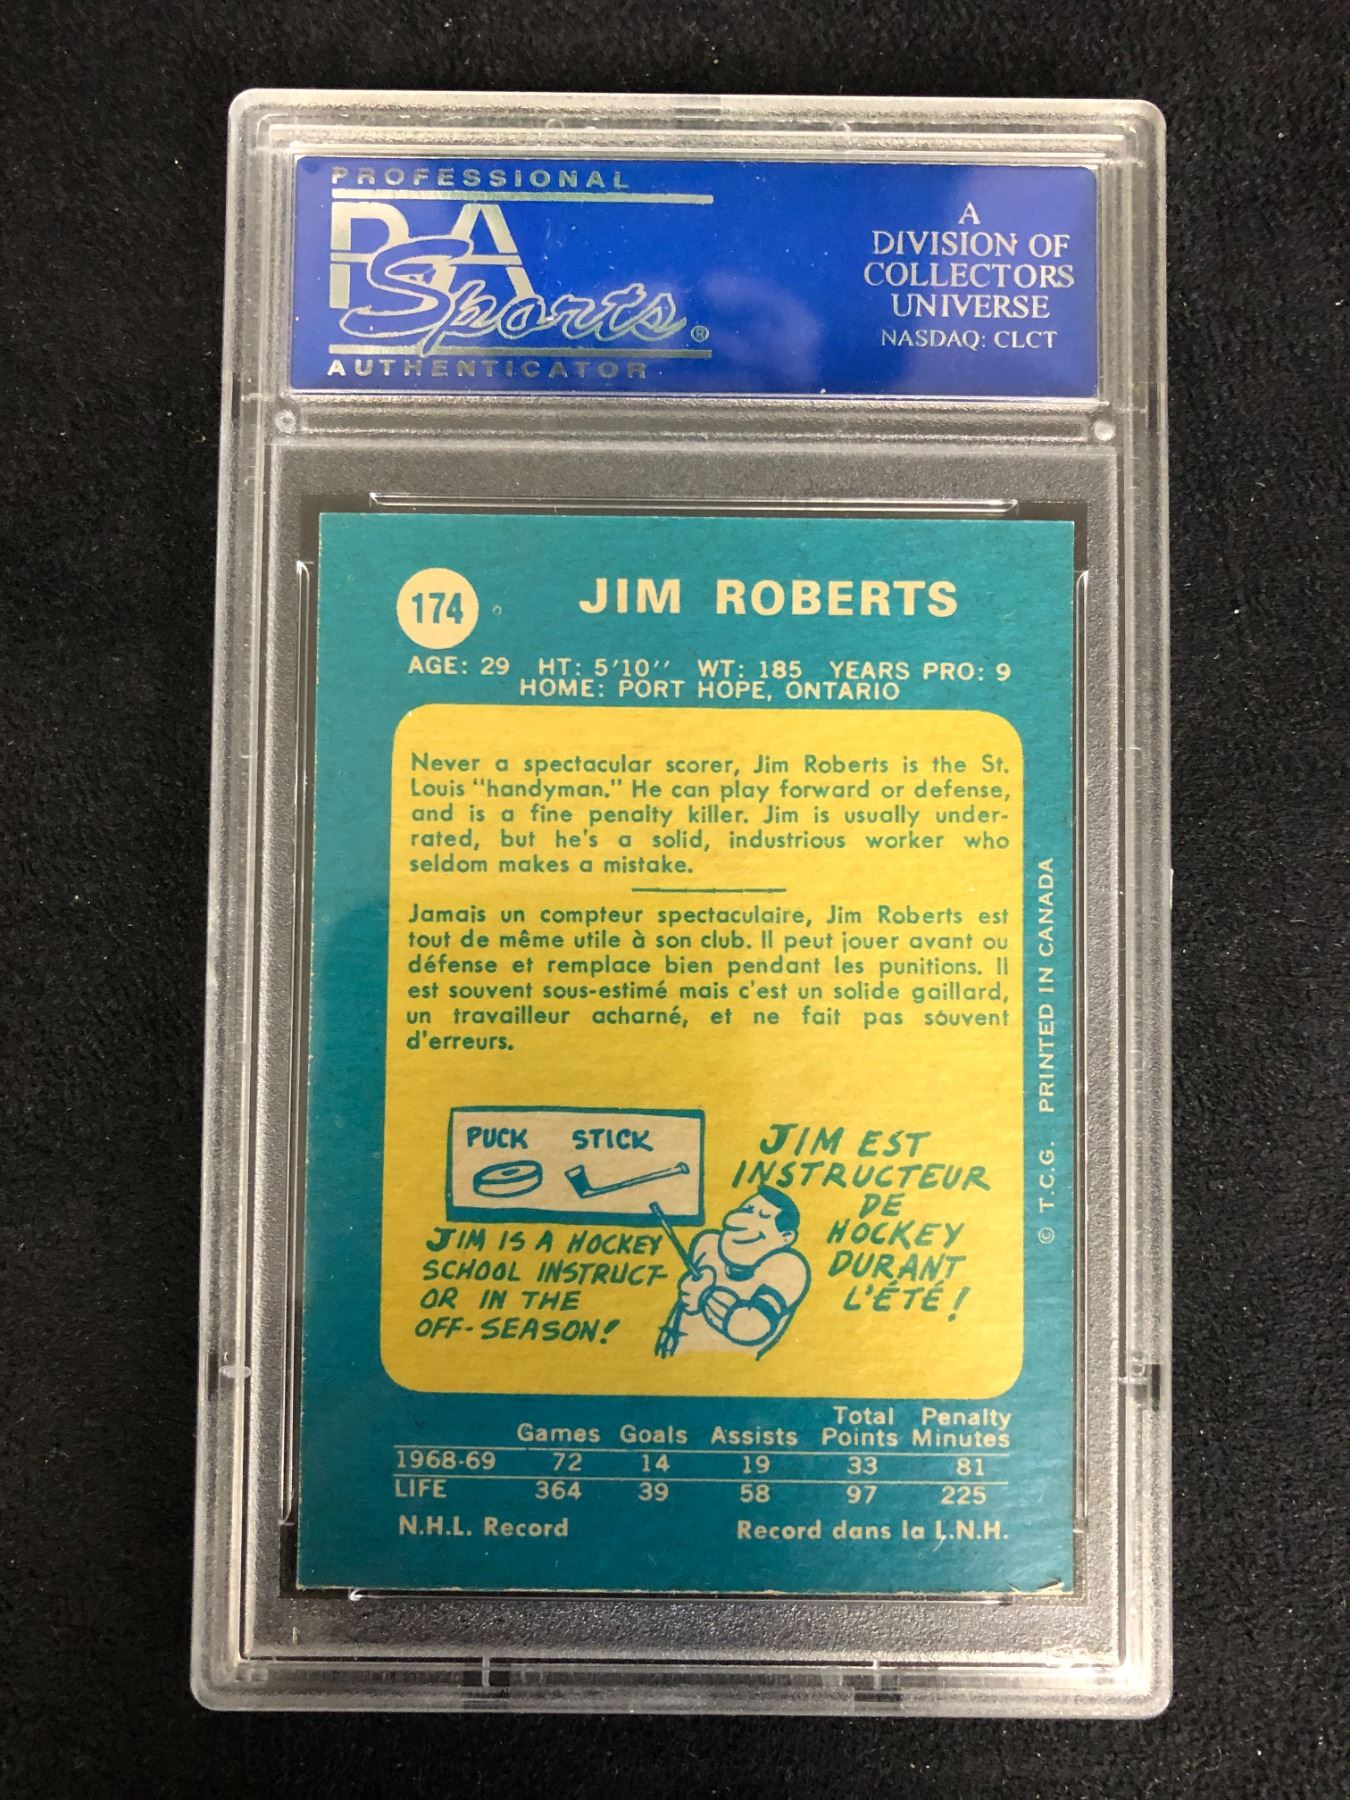 PROFESSIONAL
PSA
Sports®
AUTHENTICATOR
A
DIVISION OF
COLLECTORS
UNIVERSE
NASDAQ: CLCT
174
JIM ROBERTS
AGE: 29 HT: 5'10'' WT: 185 YEARS PRO: 9
HOME: PORT HOPE, ONTARIO
Never a spectacular scorer, Jim Roberts is the St.
Louis "handyman." He can play forward or defense,
and is a fine penalty killer. Jim is usually under-
rated, but he's a solid, industrious worker who
seldom makes a mistake.
Jamais un compteur spectaculaire, Jim Roberts est
tout de même utile à son club. Il peut jouer avant ou
défense et remplace bien pendant les punitions. Il
est souvent sous-estimé mais c'est un solide gaillard,
un travailleur acharné, et ne fait pas souvent
d'erreurs.
PUCK STICK
JIM IS A HOCKEY
SCHOOL INSTRUCT-
OR IN THE
OFF-SEASON!
JIM EST
INSTRUCTEUR
DE
HOCKEY
DURANT
L'ÉTÉ!
© T.C.G. PRINTED IN CANADA
Total Penalty
Games Goals Assists Points Minutes
1968-69 72 14 19 33 81
LIFE 364 39 58 97 225
N.H.L. Record Record dans la L.N.H.